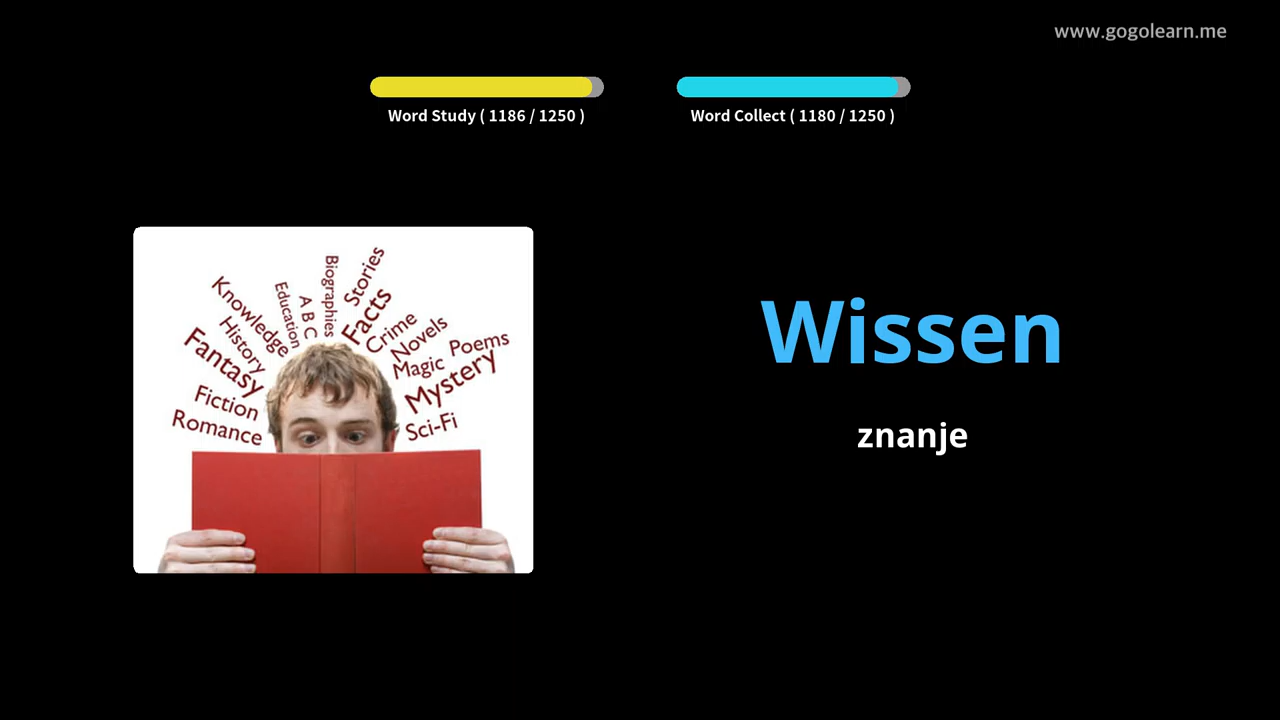 www.gogolearn.me
Word Study ( 1186 / 1250 )
Word Collect ( 1180 / 1250 )
Wissen
znanje
Romance
Fiction
Fantasy
History
Knowledge
Education
A B C
Biographies
Stories
Facts
Crime
Novels
Magic
Poems
Mystery
Sci-Fi